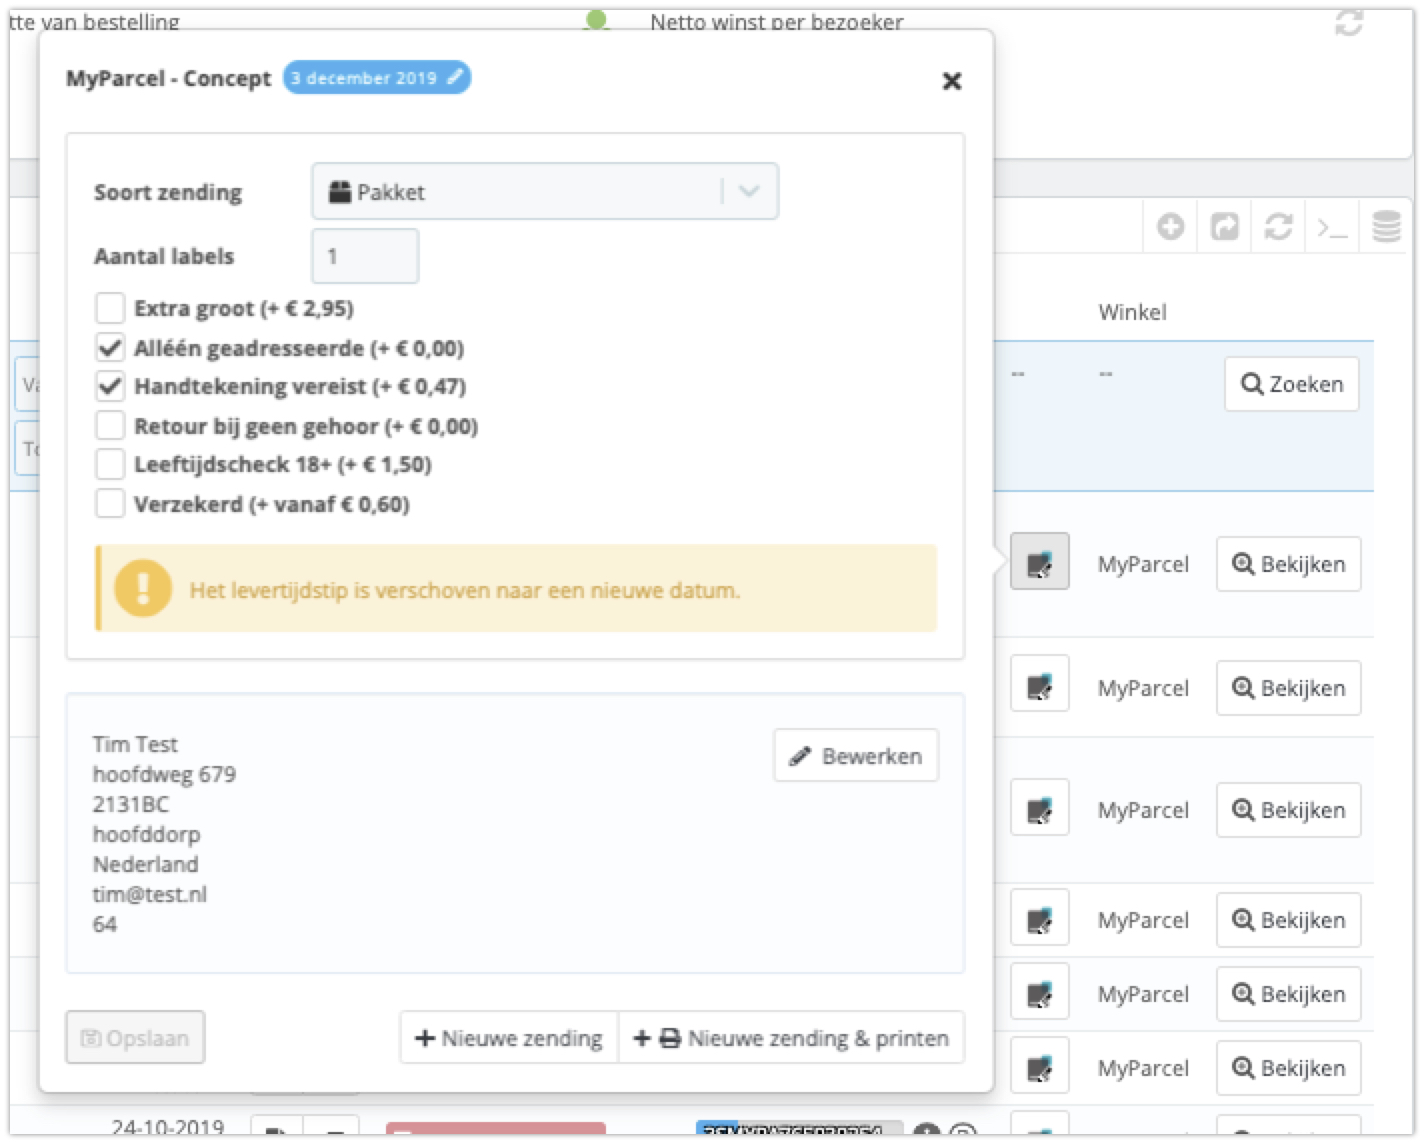 tte van bestelling
Netto winst per bezoeker
MyParcel - Concept
3 december 2019
Soort zending
Pakket
Aantal labels
1
Extra groot (+ € 2,95)
Alléén geadresseerde (+ € 0,00)
Handtekening vereist (+ € 0,47)
Retour bij geen gehoor (+ € 0,00)
Leeftijdscheck 18+ (+ € 1,50)
Verzekerd (+ vanaf € 0,60)
Het levertijdstip is verschoven naar een nieuwe datum.
Tim Test
hoofdweg 679
2131BC
hoofddorp
Nederland
tim@test.nl
64
Bewerken
Opslaan
Nieuwe zending
Nieuwe zending & printen
Winkel
--
--
Zoeken
MyParcel
Bekijken
MyParcel
Bekijken
MyParcel
Bekijken
MyParcel
Bekijken
MyParcel
Bekijken
MyParcel
Bekijken
24-10-2019